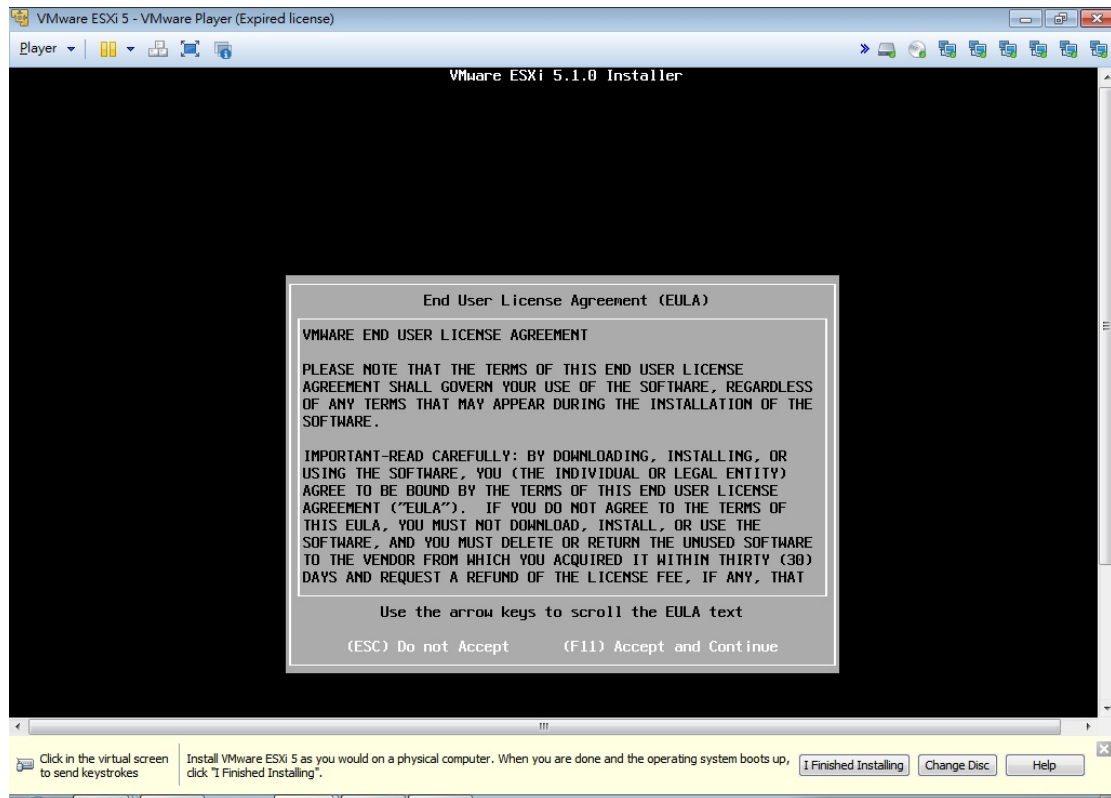 VMware ESXi 5 - VMware Player (Expired license)
Player
VMware ESXi 5.1.0 Installer
End User License Agreement (EULA)
VMWARE END USER LICENSE AGREEMENT
PLEASE NOTE THAT THE TERMS OF THIS END USER LICENSE
AGREEMENT SHALL GOVERN YOUR USE OF THE SOFTWARE, REGARDLESS
OF ANY TERMS THAT MAY APPEAR DURING THE INSTALLATION OF THE
SOFTWARE.
IMPORTANT-READ CAREFULLY: BY DOWNLOADING, INSTALLING, OR
USING THE SOFTWARE, YOU (THE INDIVIDUAL OR LEGAL ENTITY)
AGREE TO BE BOUND BY THE TERMS OF THIS END USER LICENSE
AGREEMENT ("EULA").  IF YOU DO NOT AGREE TO THE TERMS OF
THIS EULA, YOU MUST NOT DOWNLOAD, INSTALL, OR USE THE
SOFTWARE, AND YOU MUST DELETE OR RETURN THE UNUSED SOFTWARE
TO THE VENDOR FROM WHICH YOU ACQUIRED IT WITHIN THIRTY (30)
DAYS AND REQUEST A REFUND OF THE LICENSE FEE, IF ANY, THAT
Use the arrow keys to scroll the EULA text
(ESC) Do not Accept (F11) Accept and Continue
Click in the virtual screen
to send keystrokes
Install VMware ESXi 5 as you would on a physical computer. When you are done and the operating system boots up,
click "I Finished Installing".
I Finished Installing
Change Disc
Help